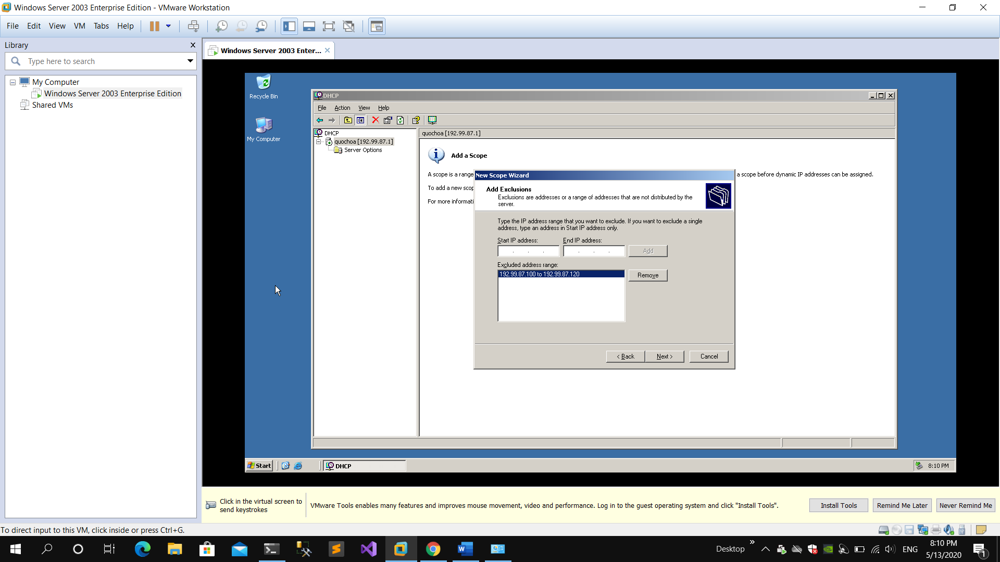 Windows Server 2003 Enterprise Edition - VMware Workstation
File Edit View VM Tabs Help
Library
Type here to search
My Computer
Windows Server 2003 Enterprise Edition
Shared VMs
Windows Server 2003 Enter...
Recycle Bin
My Computer
DHCP
File Action View Help
DHCP
quochoa [192.99.87.1]
Server Options
quochoa [192.99.87.1]
Add a Scope
A scope is a range
a scope before dynamic IP addresses can be assigned.
To add a new scop
For more informati
New Scope Wizard
Add Exclusions
Exclusions are addresses or a range of addresses that are not distributed by the
server.
Type the IP address range that you want to exclude. If you want to exclude a single
address, type an address in Start IP address only.
Start IP address: End IP address:
. . . . . . Add
Excluded address range:
192.99.87.100 to 192.99.87.120
Remove
< Back Next > Cancel
Start DHCP 8:10 PM
Click in the virtual screen to
send keystrokes
VMware Tools enables many features and improves mouse movement, video and performance. Log in to the guest operating system and click "Install Tools".
Install Tools Remind Me Later Never Remind Me
To direct input to this VM, click inside or press Ctrl+G.
Desktop » ENG
8:10 PM
5/13/2020
1